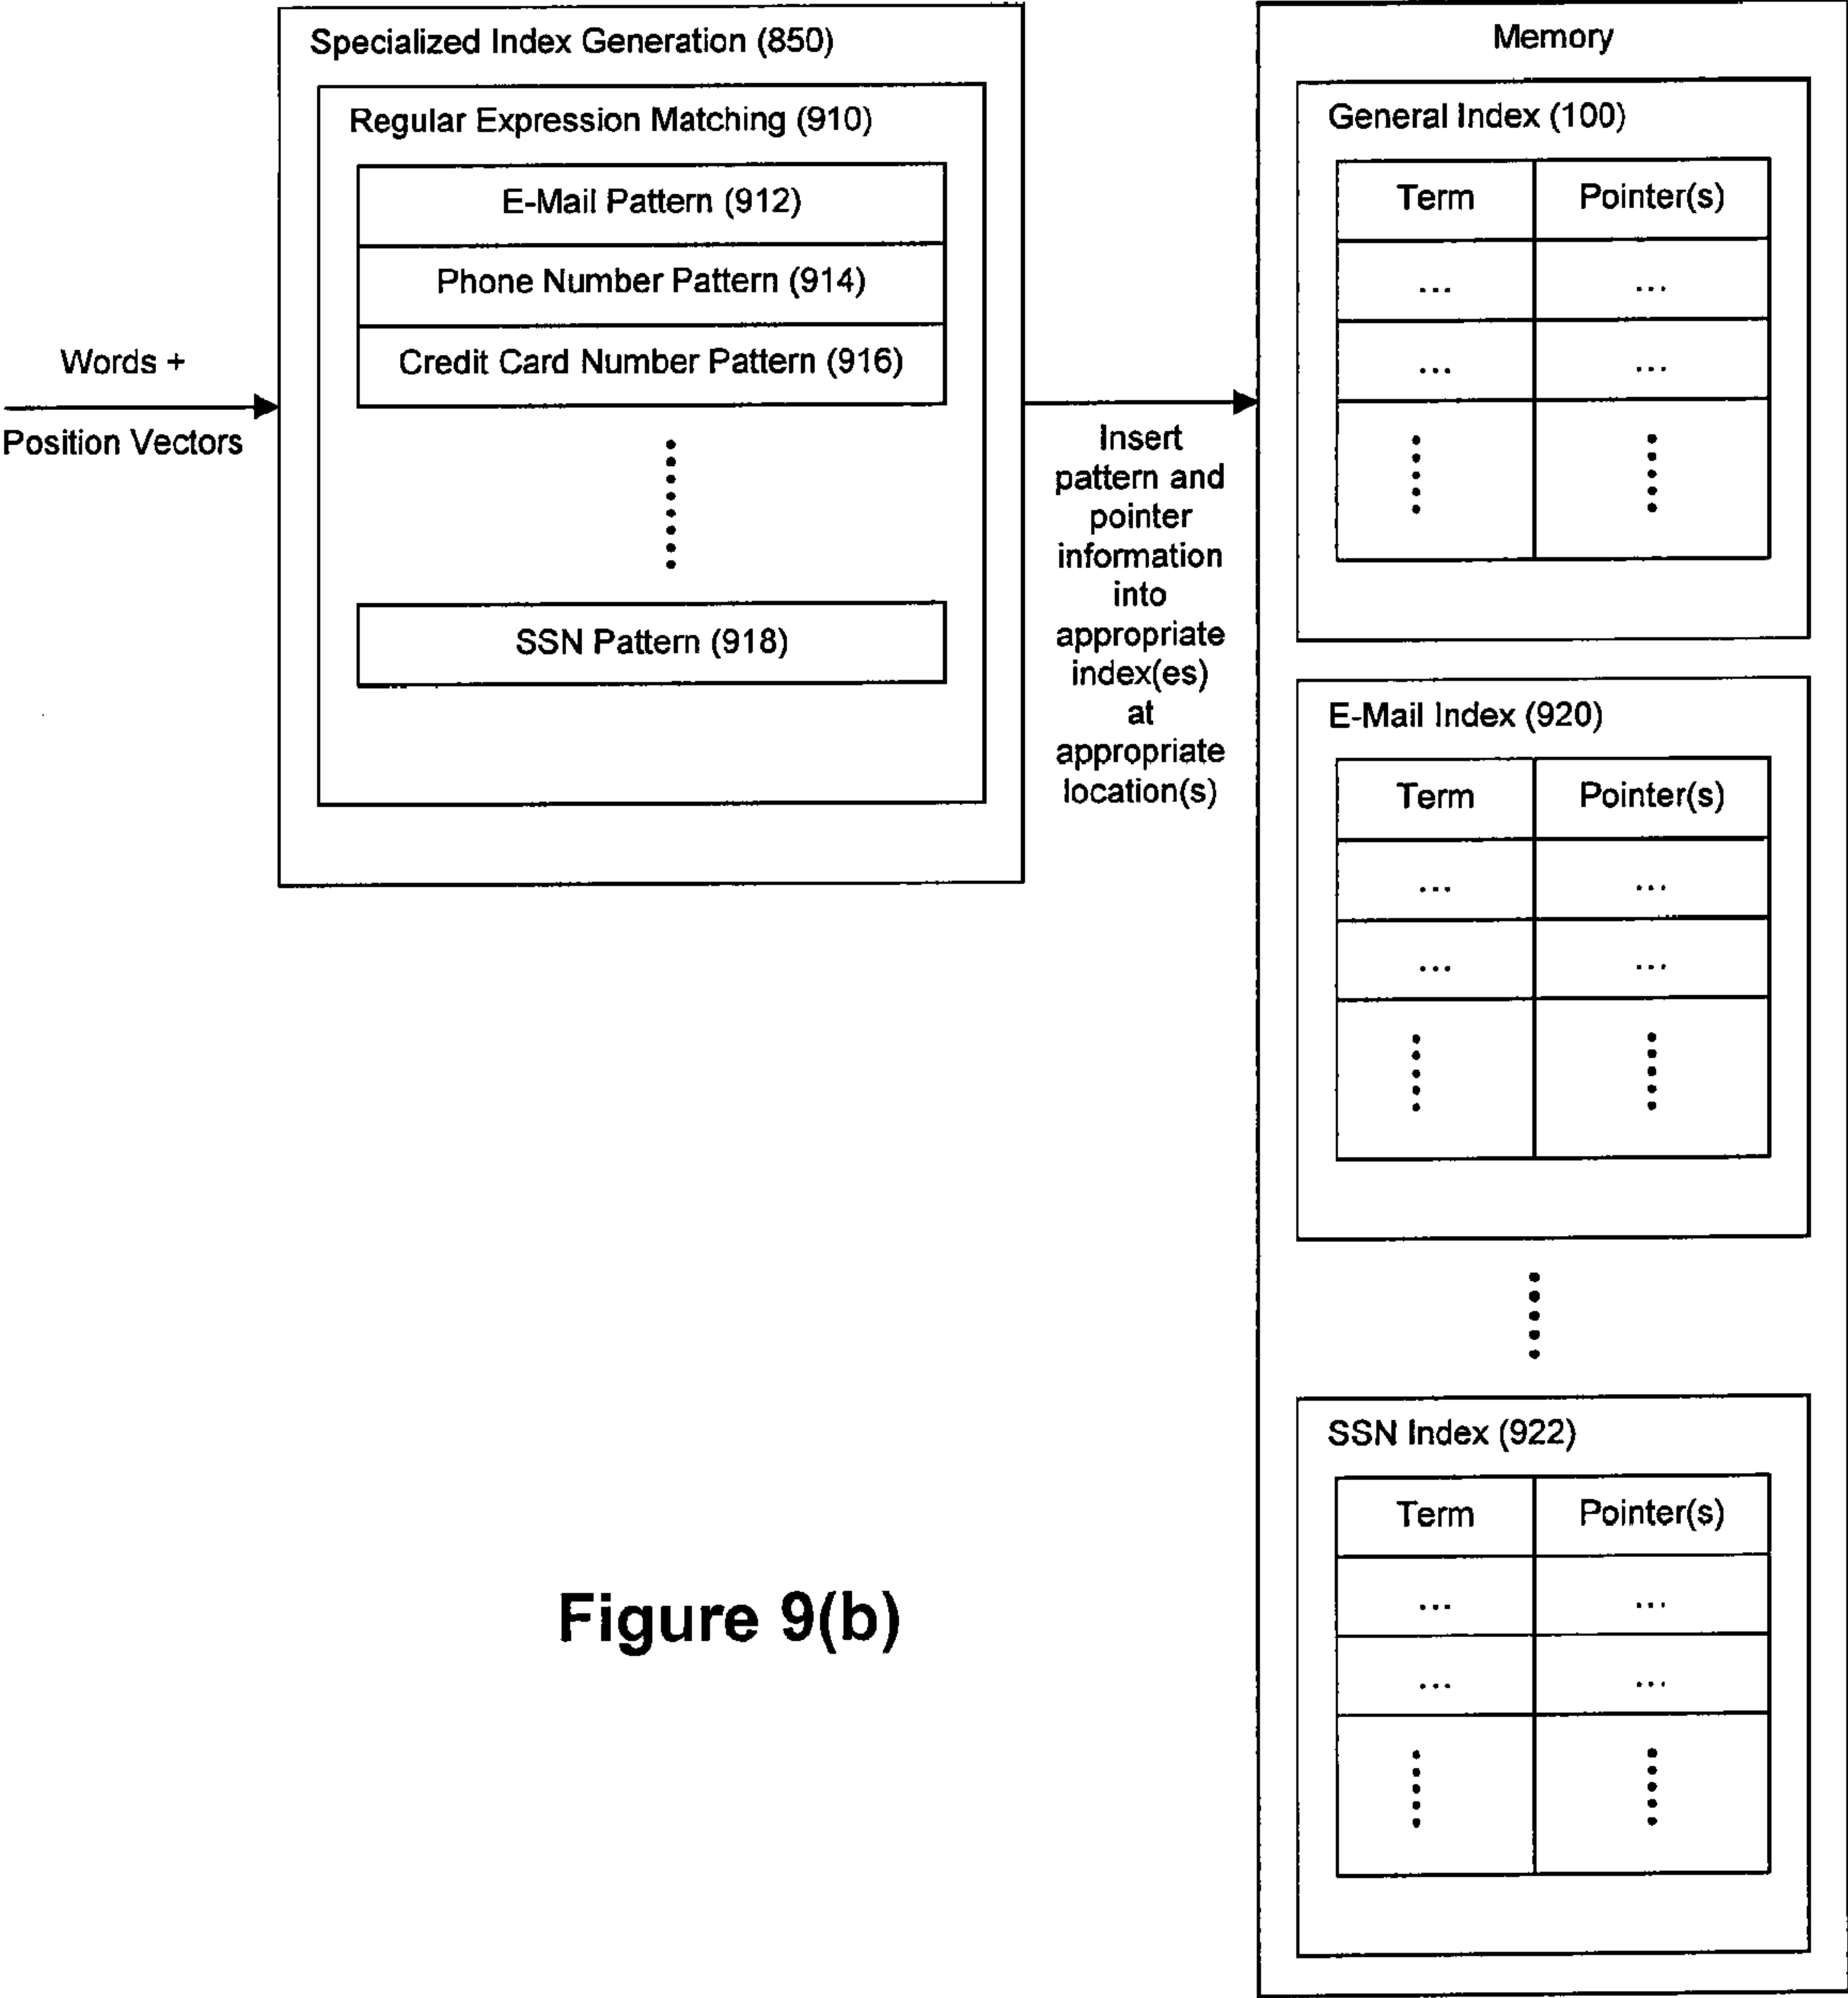 Specialized Index Generation (850)
Regular Expression Matching (910)
E-Mail Pattern (912)
Phone Number Pattern (914)
Credit Card Number Pattern (916)
SSN Pattern (918)
Words +
Position Vectors
Insert
pattern and
pointer
information
into
appropriate
index(es)
at
appropriate
location(s)
Memory
General Index (100)
Term Pointer(s)
... ...
... ...
E-Mail Index (920)
Term Pointer(s)
... ...
... ...
SSN Index (922)
Term Pointer(s)
... ...
... ...
Figure 9(b)